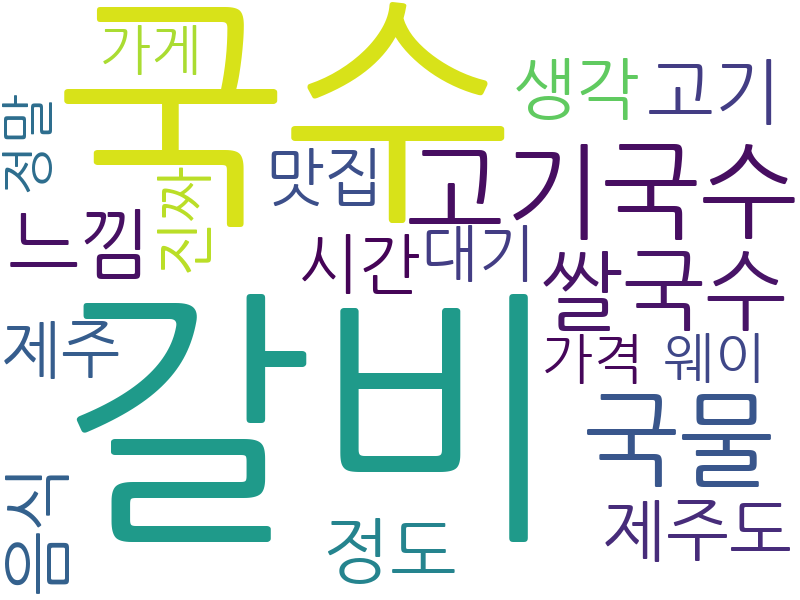 국수
가게
생각
고기
정말
맛집
고기국수
진짜
느낌
시간
대기
쌀국수
갈비
제주
가격
웨이
국물
음식
정도
제주도